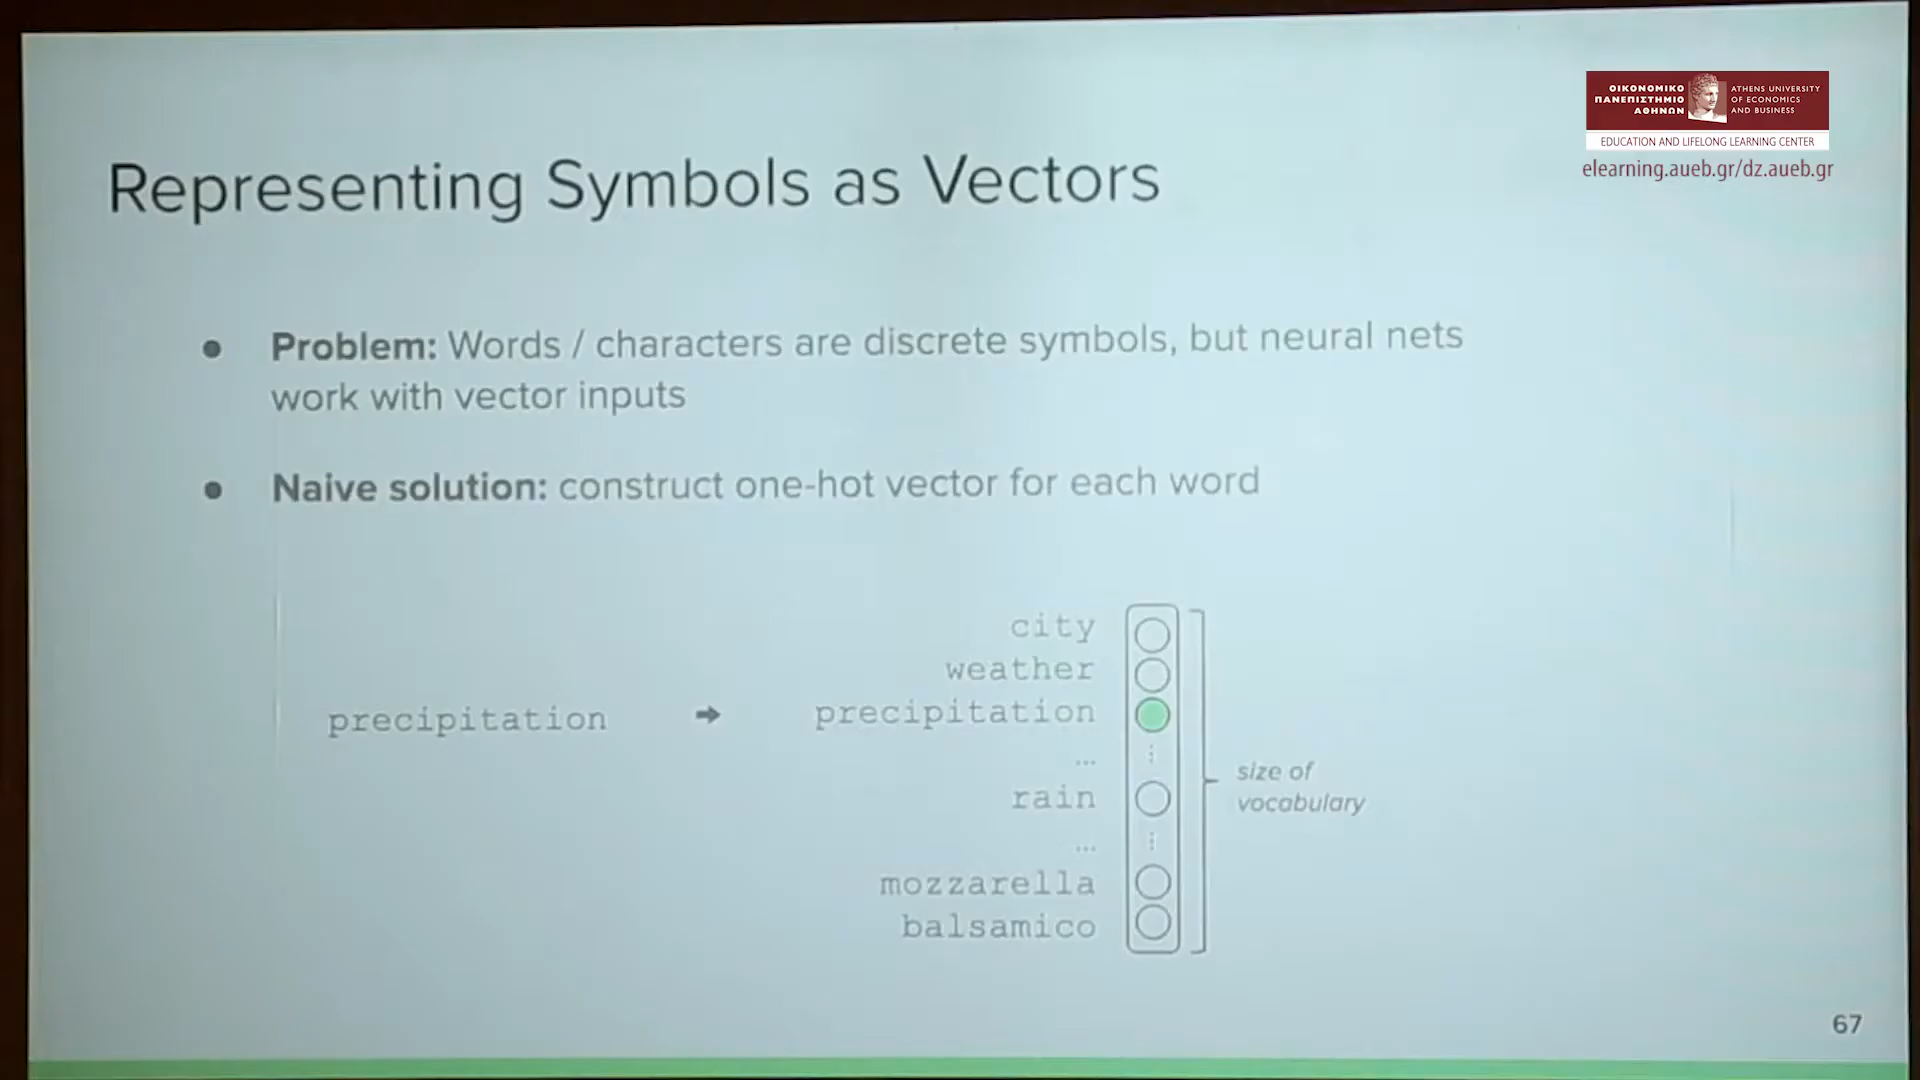 ΟΙΚΟΝΟΜΙΚΟ
ΠΑΝΕΠΙΣΤΗΜΙΟ
ΑΘΗΝΩΝ
ATHENS UNIVERSITY
OF ECONOMICS
AND BUSINESS
EDUCATION AND LIFELONG LEARNING CENTER
elearning.aueb.gr/dz.aueb.gr
Representing Symbols as Vectors
● Problem: Words / characters are discrete symbols, but neural nets
work with vector inputs
● Naive solution: construct one-hot vector for each word
precipitation ➔
city
weather
precipitation
...
rain
...
mozzarella
balsamico
size of
vocabulary
67